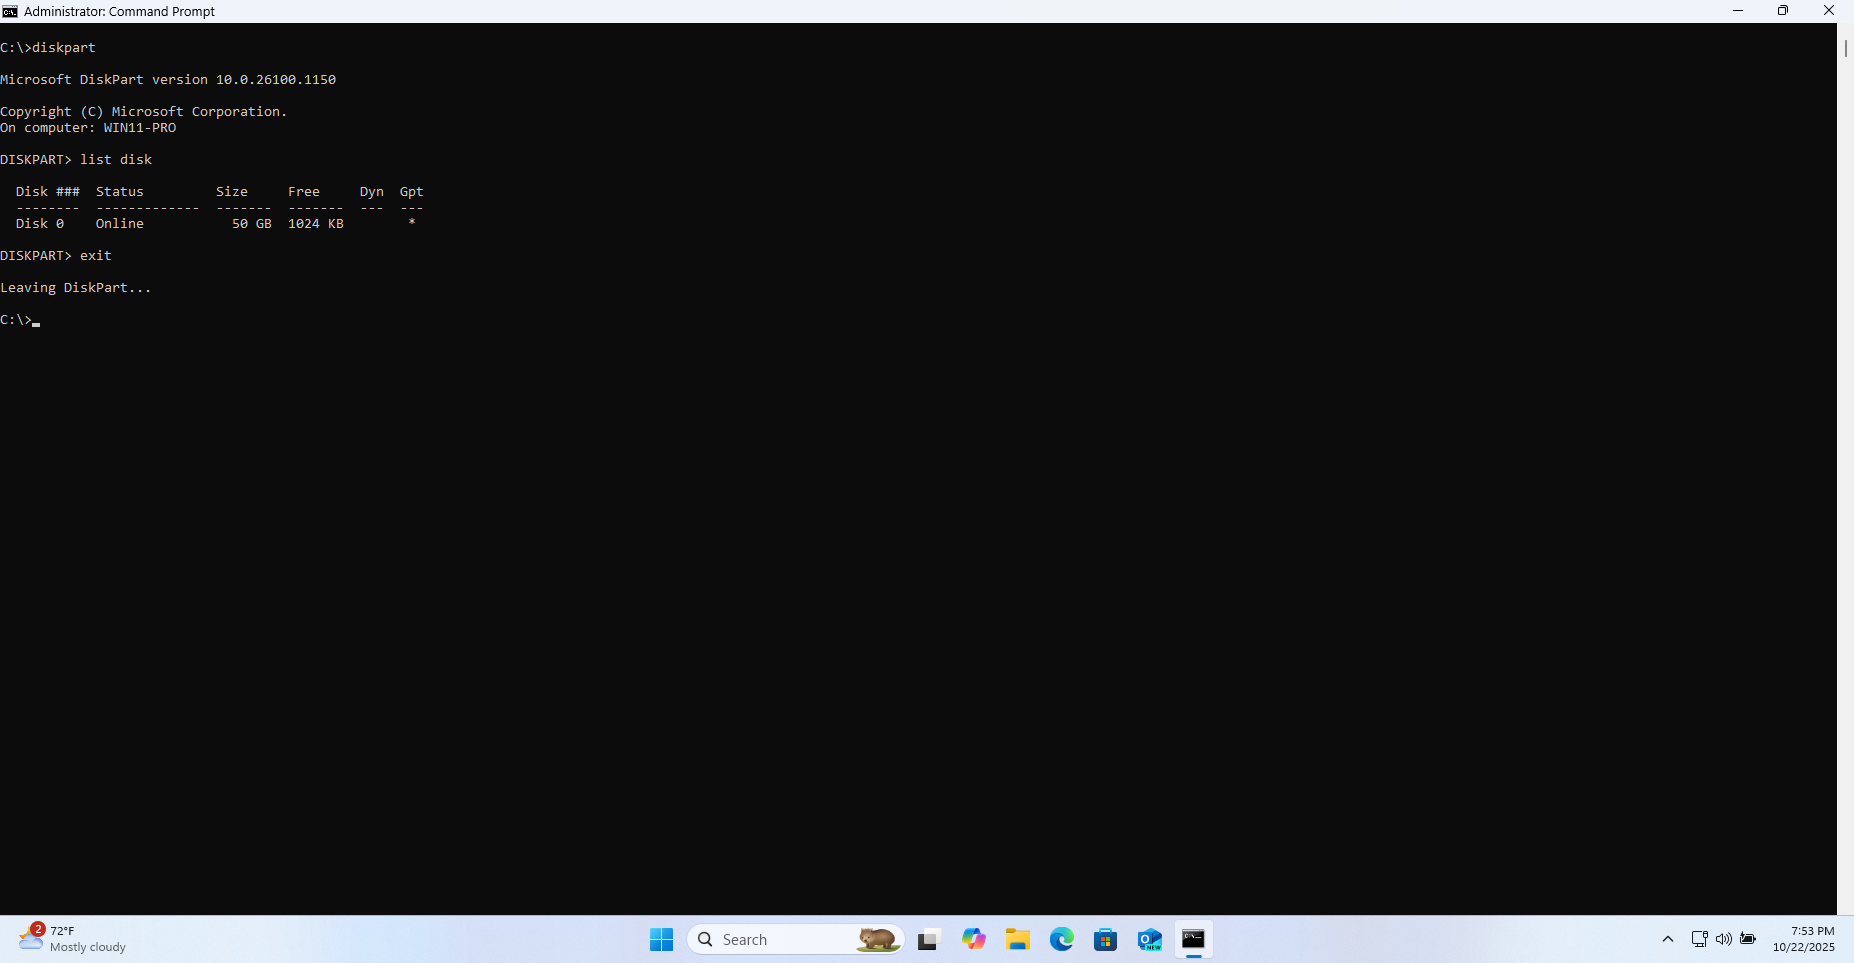 Administrator: Command Prompt
C:\>diskpart
Microsoft DiskPart version 10.0.26100.1150
Copyright (C) Microsoft Corporation.
On computer: WIN11-PRO
DISKPART> list disk
  Disk ###  Status         Size     Free     Dyn  Gpt
  --------  -------------  -------  -------  ---  ---
  Disk 0    Online           50 GB  1024 KB        *
DISKPART> exit
Leaving DiskPart...
C:\>
2
72°F
Mostly cloudy
Search
NEW
7:53 PM
10/22/2025